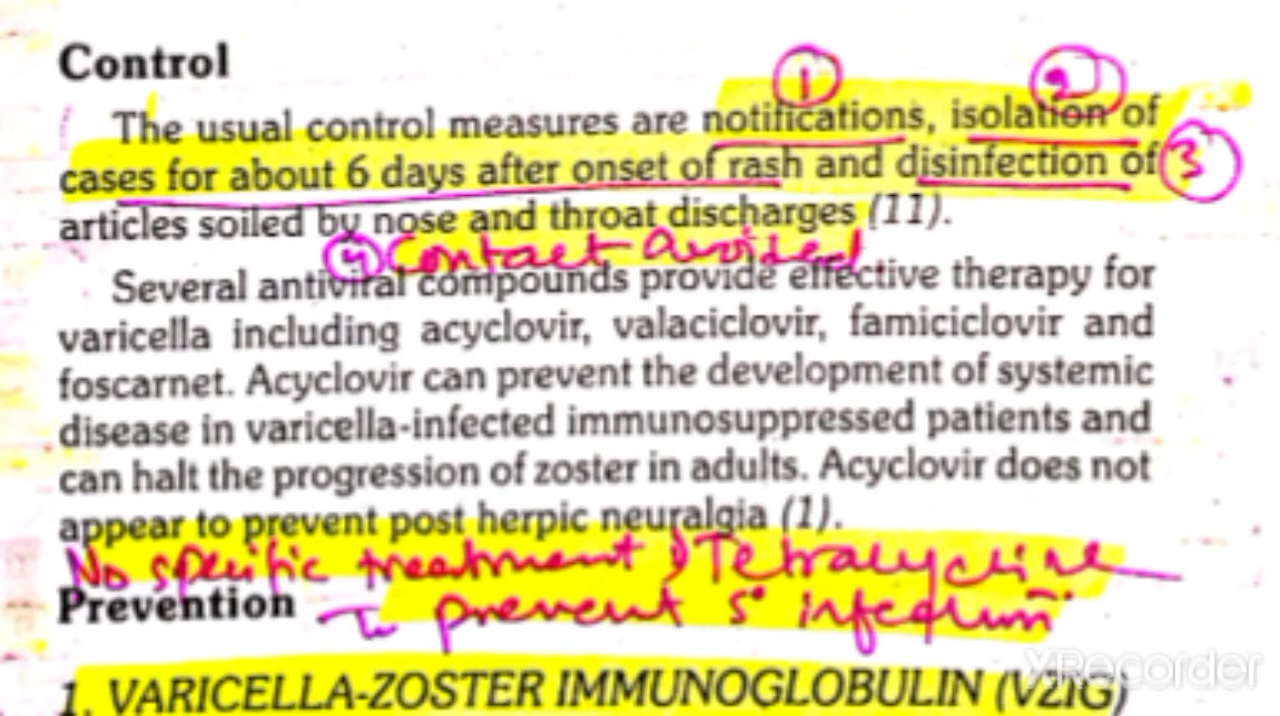 Control
1
2
The usual control measures are notifications, isolation of
cases for about 6 days after onset of rash and disinfection of
3
articles soiled by nose and throat discharges (11).
4 Contact Avoided
Several antiviral compounds provide effective therapy for
varicella including acyclovir, valaciclovir, famiciclovir and
foscarnet. Acyclovir can prevent the development of systemic
disease in varicella-infected immunosuppressed patients and
can halt the progression of zoster in adults. Acyclovir does not
appear to prevent post herpic neuralgia (1).
No specific treatment Tetracycline
Prevention To prevent s° infection
1. VARICELLA-ZOSTER IMMUNOGLOBULIN (VZIG)
XRecorder